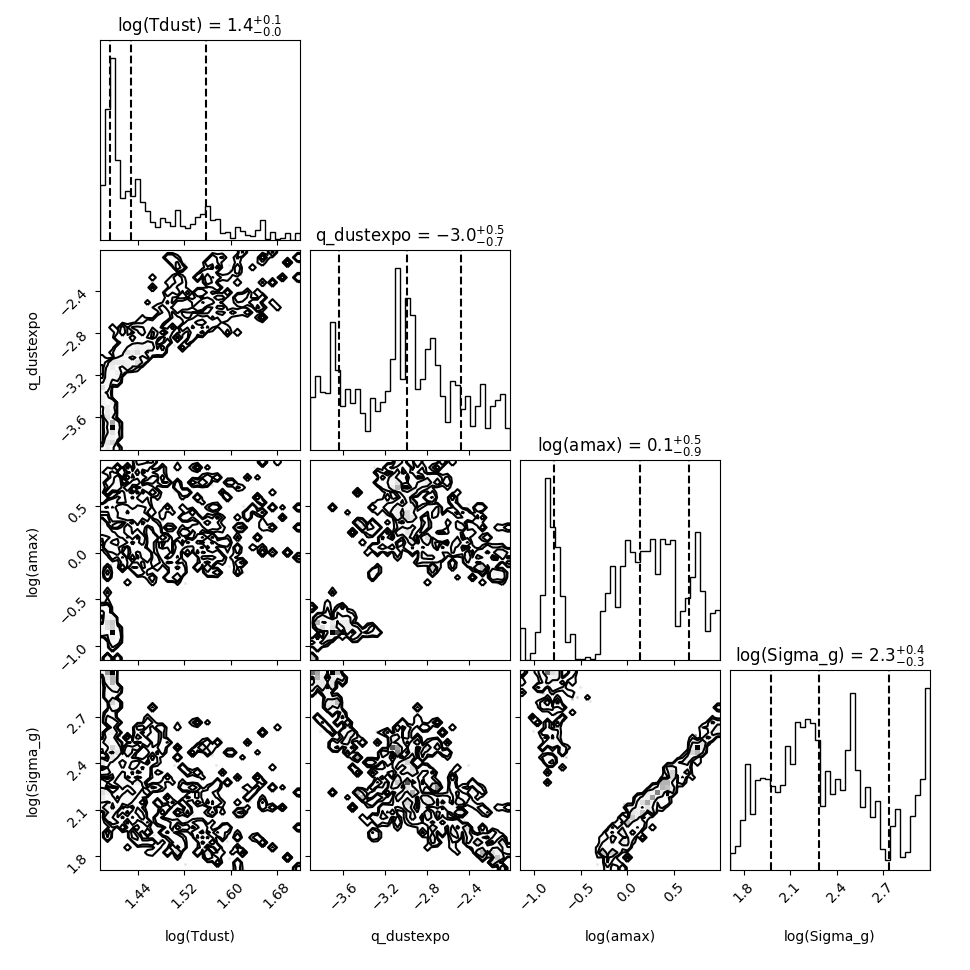 log(Tdust) = 1.4$^{+0.1}_{-0.0}$
q_dustexpo = −3.0$^{+0.5}_{-0.7}$
q_dustexpo
−2.4
−2.8
−3.2
−3.6
log(amax) = 0.1$^{+0.5}_{-0.9}$
log(amax)
0.5
0.0
−0.5
−1.0
log(Sigma_g) = 2.3$^{+0.4}_{-0.3}$
log(Sigma_g)
2.7
2.4
2.1
1.8
1.44 1.52 1.60 1.68 −3.6 −3.2 −2.8 −2.4 −1.0 −0.5 0.0 0.5 1.8 2.1 2.4 2.7
log(Tdust) q_dustexpo log(amax) log(Sigma_g)